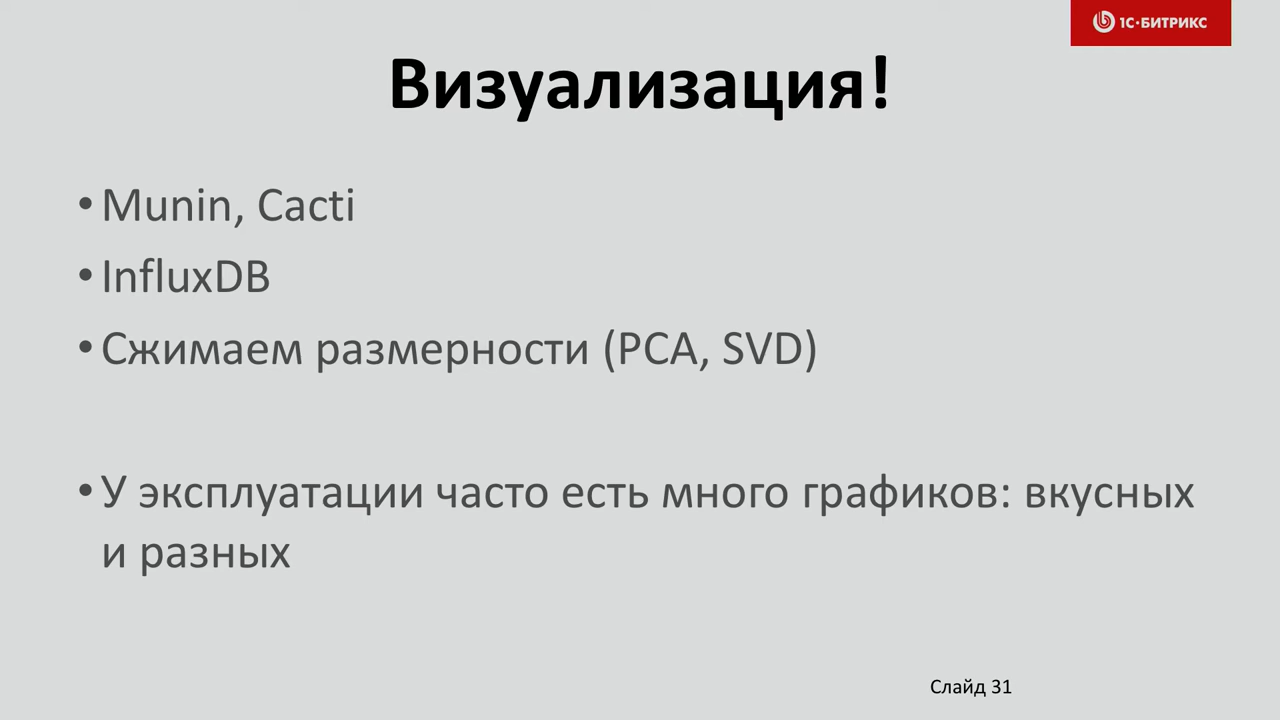 1С-БИТРИКС
Визуализация!
• Munin, Cacti
• InfluxDB
• Сжимаем размерности (PCA, SVD)
• У эксплуатации часто есть много графиков: вкусных
и разных
Слайд 31